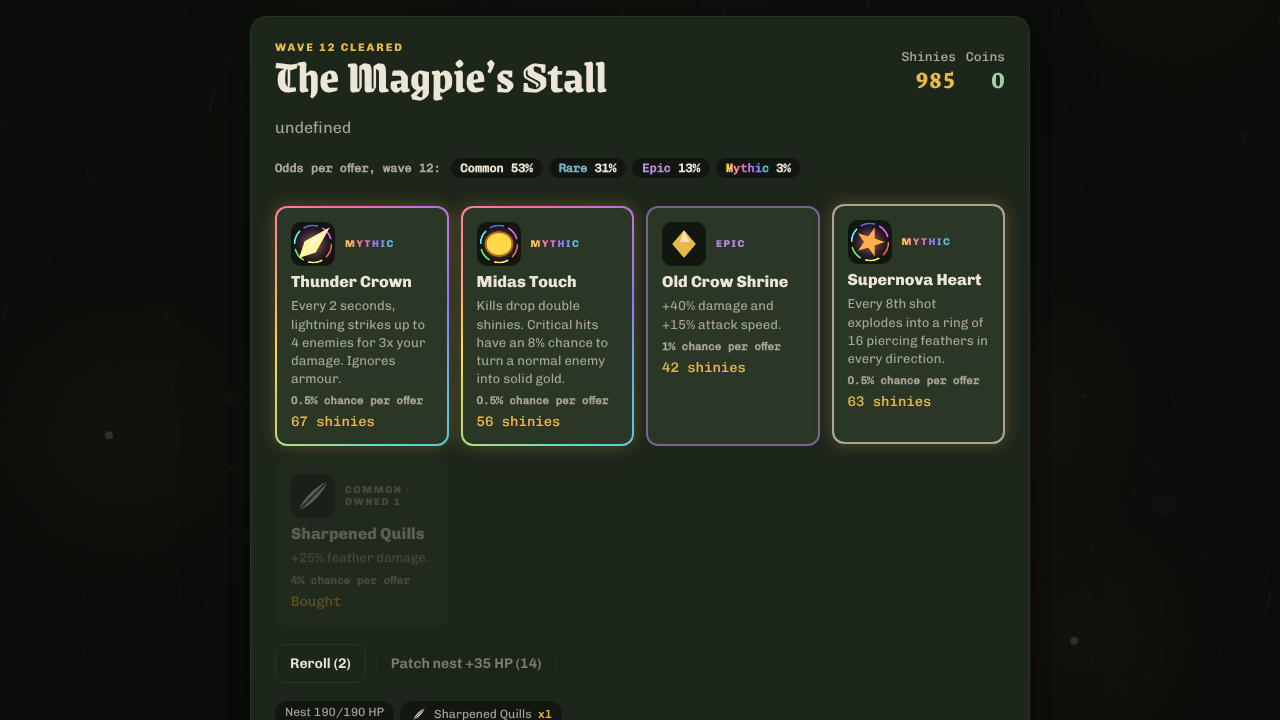 WAVE 12 CLEARED
The Magpie's Stall
Shinies Coins
985 0
undefined
Odds per offer, wave 12: Common 53% Rare 31% Epic 13% Mythic 3%
MYTHIC
Thunder Crown
Every 2 seconds,
lightning strikes up to
4 enemies for 3x your
damage. Ignores
armour.
0.5% chance per offer
67 shinies
MYTHIC
Midas Touch
Kills drop double
shinies. Critical hits
have an 8% chance to
turn a normal enemy
into solid gold.
0.5% chance per offer
56 shinies
EPIC
Old Crow Shrine
+40% damage and
+15% attack speed.
1% chance per offer
42 shinies
MYTHIC
Supernova Heart
Every 8th shot
explodes into a ring of
16 piercing feathers in
every direction.
0.5% chance per offer
63 shinies
COMMON ·
OWNED 1
Sharpened Quills
+25% feather damage.
4% chance per offer
Bought
Reroll (2) Patch nest +35 HP (14)
Nest 190/190 HP Sharpened Quills x1